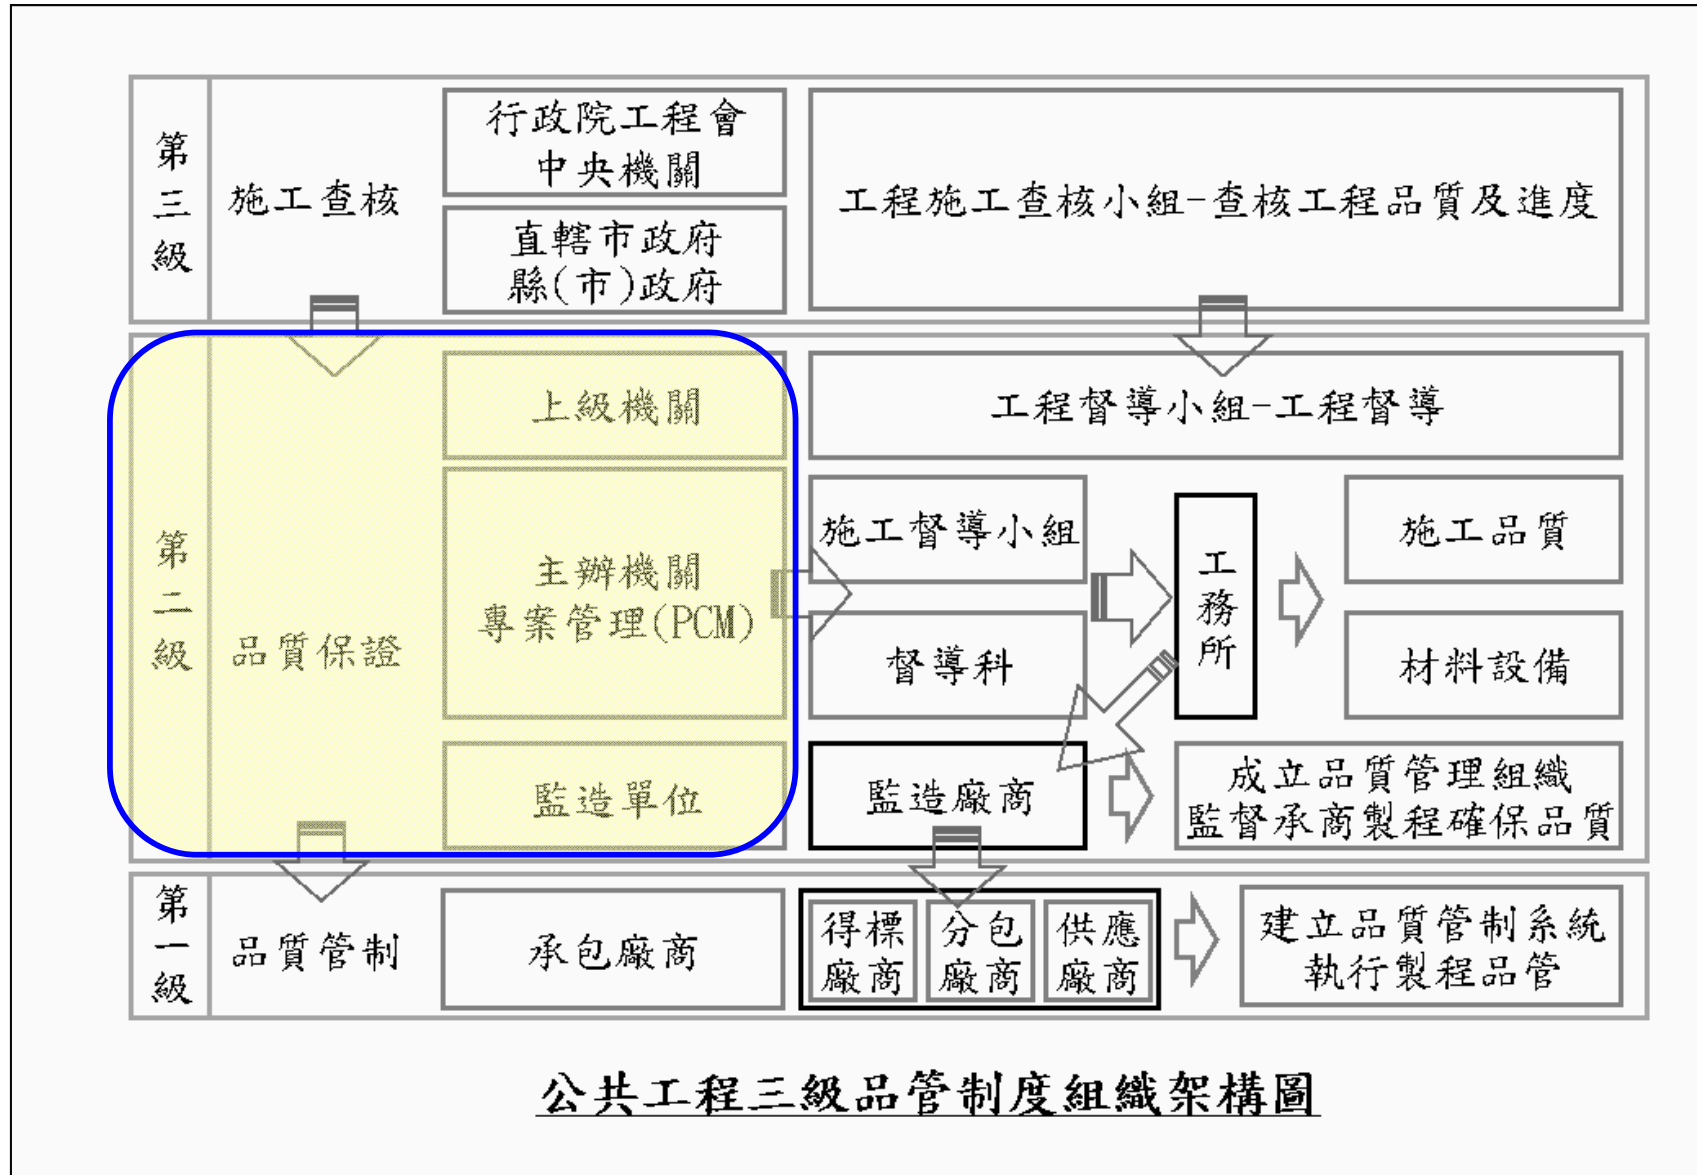 第三級
施工查核
行政院工程會
中央機關
直轄市政府
縣(市)政府
工程施工查核小組-查核工程品質及進度
第二級
品質保證
上級機關
工程督導小組-工程督導
主辦機關
專案管理(PCM)
施工督導小組
督導科
工務所
施工品質
材料設備
監造單位
監造廠商
成立品質管理組織
監督承商製程確保品質
第一級
品質管制
承包廠商
得標
廠商
分包
廠商
供應
廠商
建立品質管制系統
執行製程品管
公共工程三級品管制度組織架構圖